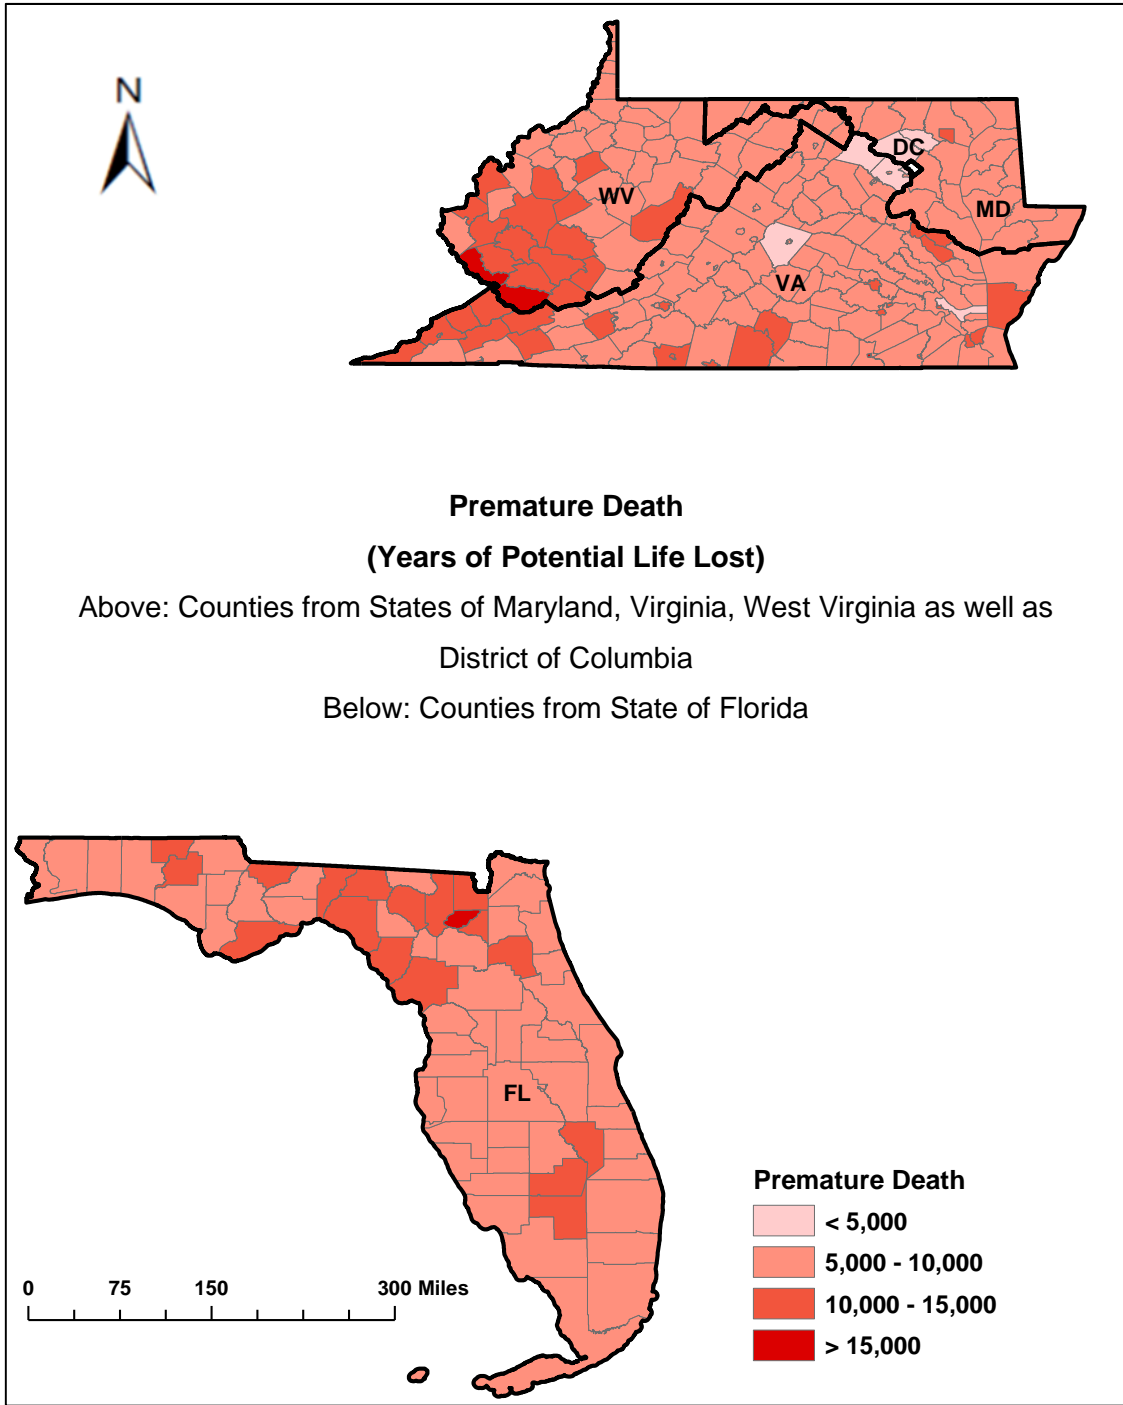 N
DC
WV
MD
VA
Premature Death
(Years of Potential Life Lost)
Above: Counties from States of Maryland, Virginia, West Virginia as well as
District of Columbia
Below: Counties from State of Florida
FL
Premature Death
< 5,000
5,000 - 10,000
10,000 - 15,000
> 15,000
0 75 150 300 Miles